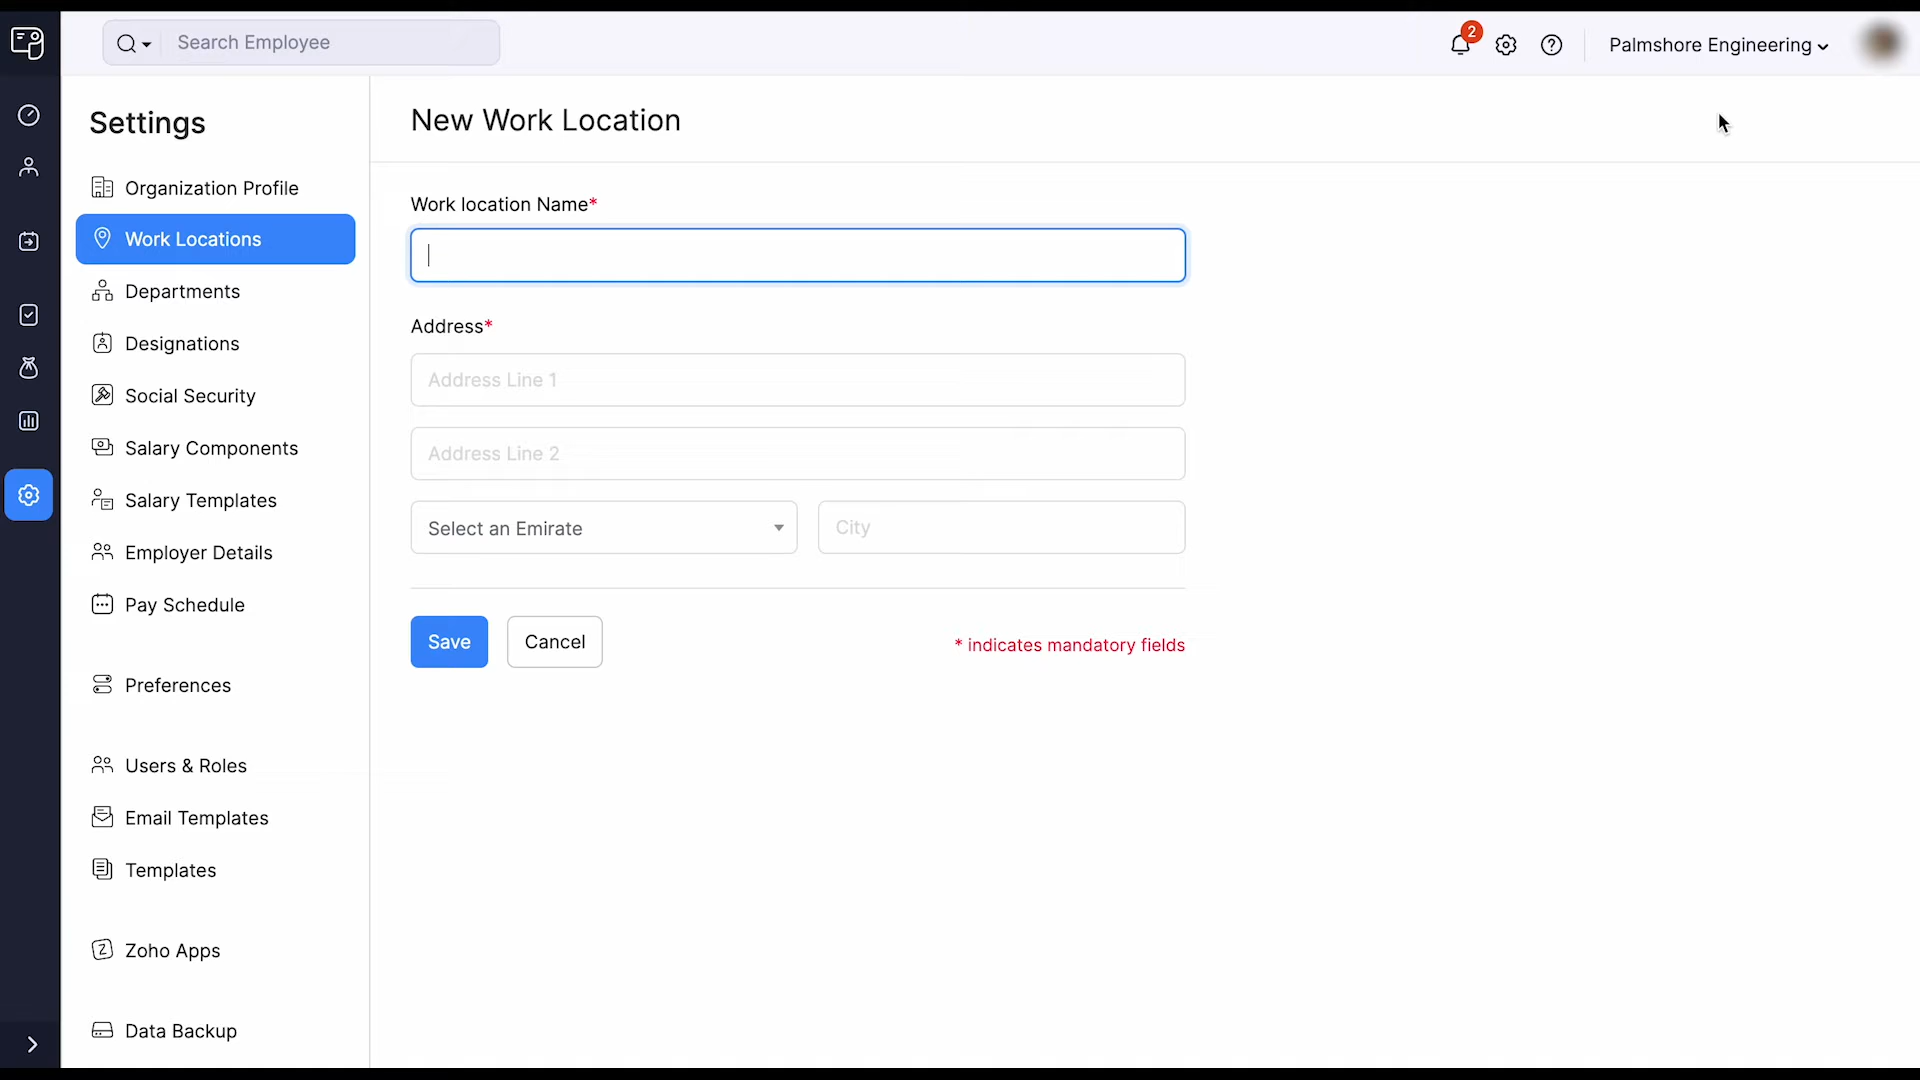 Search Employee
2
Palmshore Engineering
Settings
Organization Profile
Work Locations
Departments
Designations
Social Security
Salary Components
Salary Templates
Employer Details
Pay Schedule
Preferences
Users & Roles
Email Templates
Templates
Zoho Apps
Data Backup
New Work Location
Work location Name*
Address*
Address Line 1
Address Line 2
Select an Emirate
City
Save
Cancel
* indicates mandatory fields